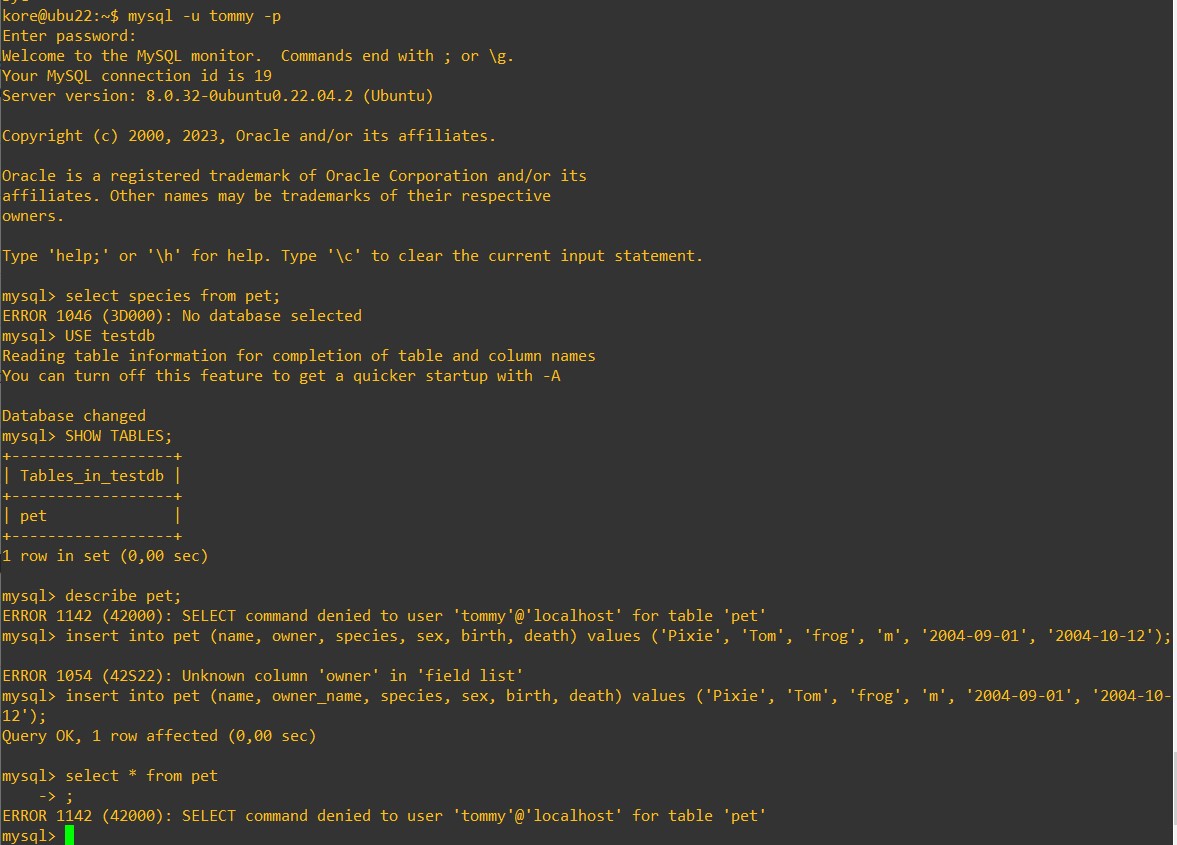 kore@ubu22:~$ mysql -u tommy -p
Enter password:
Welcome to the MySQL monitor.  Commands end with ; or \g.
Your MySQL connection id is 19
Server version: 8.0.32-0ubuntu0.22.04.2 (Ubuntu)

Copyright (c) 2000, 2023, Oracle and/or its affiliates.

Oracle is a registered trademark of Oracle Corporation and/or its
affiliates. Other names may be trademarks of their respective
owners.

Type 'help;' or '\h' for help. Type '\c' to clear the current input statement.

mysql> select species from pet;
ERROR 1046 (3D000): No database selected
mysql> USE testdb
Reading table information for completion of table and column names
You can turn off this feature to get a quicker startup with -A

Database changed
mysql> SHOW TABLES;
+------------------+
| Tables_in_testdb |
+------------------+
| pet              |
+------------------+
1 row in set (0,00 sec)

mysql> describe pet;
ERROR 1142 (42000): SELECT command denied to user 'tommy'@'localhost' for table 'pet'
mysql> insert into pet (name, owner, species, sex, birth, death) values ('Pixie', 'Tom', 'frog', 'm', '2004-09-01', '2004-10-12');

ERROR 1054 (42S22): Unknown column 'owner' in 'field list'
mysql> insert into pet (name, owner_name, species, sex, birth, death) values ('Pixie', 'Tom', 'frog', 'm', '2004-09-01', '2004-10-
12');
Query OK, 1 row affected (0,00 sec)

mysql> select * from pet
    -> ;
ERROR 1142 (42000): SELECT command denied to user 'tommy'@'localhost' for table 'pet'
mysql>